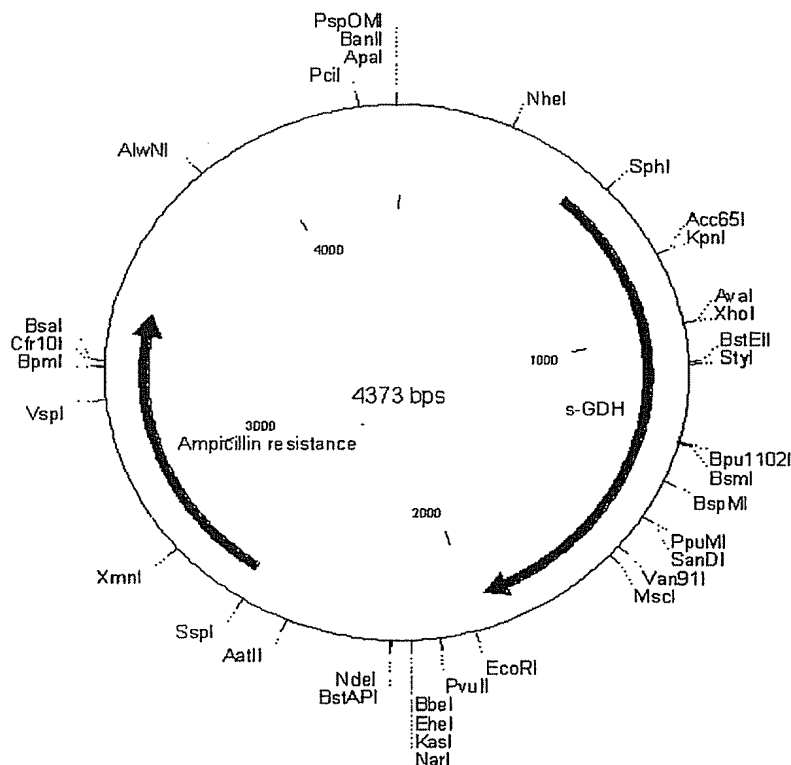 PspOMI
BanII
ApaI
PciI
NheI
AlwNI
SphI
Acc65I
KpnI
4000
AvaI
XhoI
BsaI
Cfr10I
BpmI
BstEII
StyI
1000
4373 bps
VspI
s-GDH
3000
Ampicillin resistance
Bpu1102I
BsmI
BspMI
2000
PpuMI
SanDI
Van91I
MscI
XmnI
SspI
AatII
EcoRI
NdeI
PvuII
BstAPI
BbeI
EheI
KasI
NarI